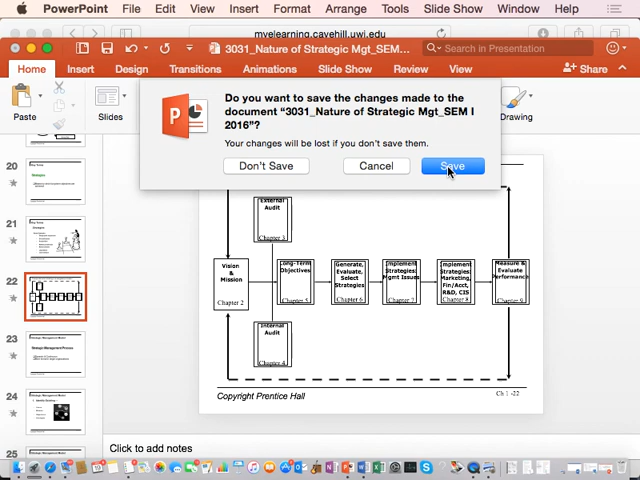 PowerPoint File Edit View Insert Format Arrange Tools Slide Show Window Help
myelearning.cavehill.uwi.edu
3031_Nature of Strategic Mgt_SEM...
Search in Presentation
Home Insert Design Transitions Animations Slide Show Review View Share
Paste
Slides
Drawing
Do you want to save the changes made to the
document “3031_Nature of Strategic Mgt_SEM I
2016”?
Your changes will be lost if you don’t save them.
Don't Save Cancel Save
20
21
22
23
24
25
External
Audit
Chapter 3
Vision
&
Mission
Chapter 2
Long-Term
Objectives
Chapter 5
Generate,
Evaluate,
Select
Strategies
Chapter 6
Implement
Strategies:
Mgmt Issues
Chapter 7
Implement
Strategies:
Marketing,
Fin/Acct,
R&D, CIS
Chapter 8
Measure &
Evaluate
Performance
Chapter 9
Internal
Audit
Chapter 4
Copyright Prentice Hall
Ch 1 -22
Click to add notes